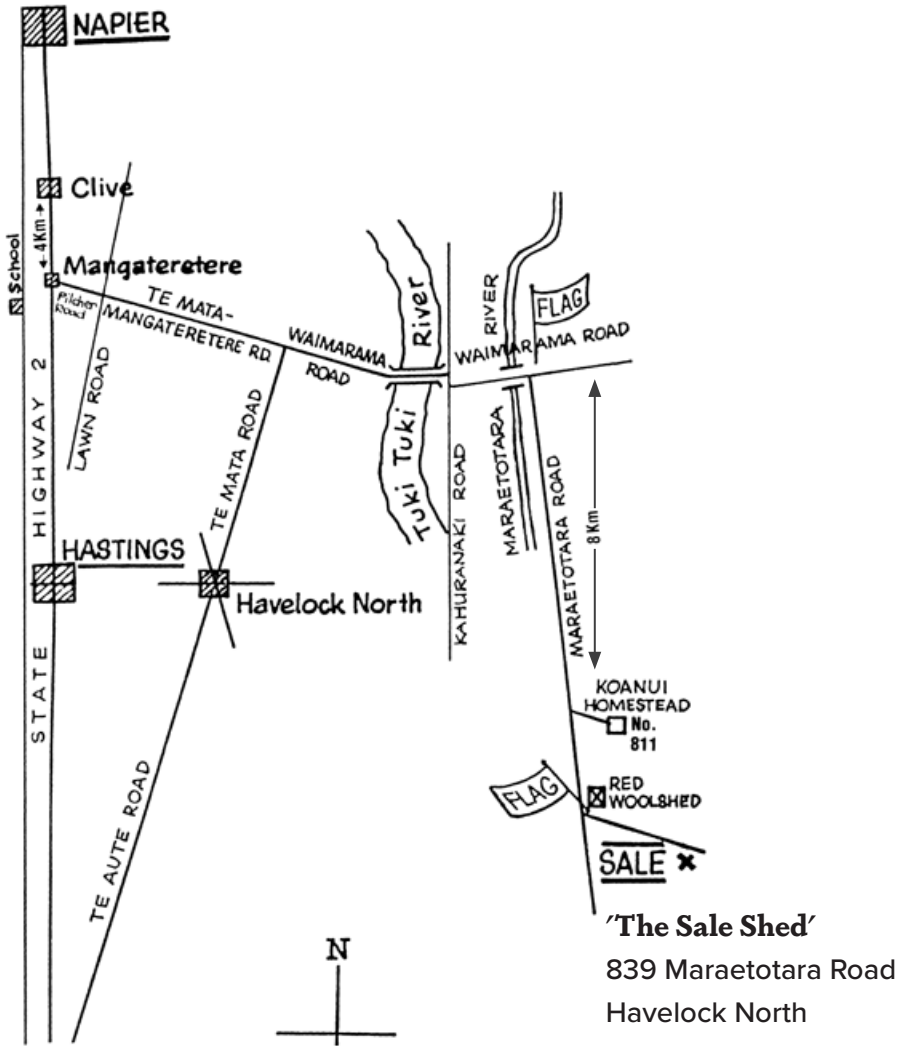 NAPIER
Clive
4Km
School
Mangateretere
Pilcher
Road
TE MATA-
MANGATERETERE RD
WAIMARAMA
ROAD
LAWN ROAD
TE MATA ROAD
River
Tuki Tuki
RIVER
MARAETOTARA
FLAG
WAIMARAMA ROAD
KAHURANAKI ROAD
MARAETOTARA ROAD
8Km
STATE HIGHWAY 2
HASTINGS
Havelock North
TE AUTE ROAD
KOANUI
HOMESTEAD
No.
811
FLAG
RED
WOOLSHED
SALE
N
'The Sale Shed'
839 Maraetotara Road
Havelock North